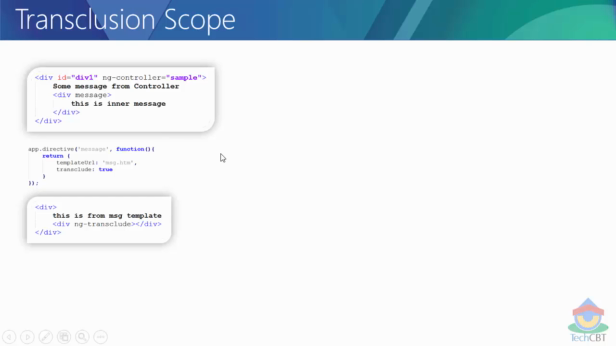 Transclusion Scope
<div id="div1" ng-controller="sample">
Some message from Controller
<div message>
this is inner message
</div>
</div>
app.directive('message', function(){
return {
templateUrl: "msg.htm",
transclude: true
}
});
<div>
this is from msg template
<div ng-transclude></div>
</div>
TechCBT